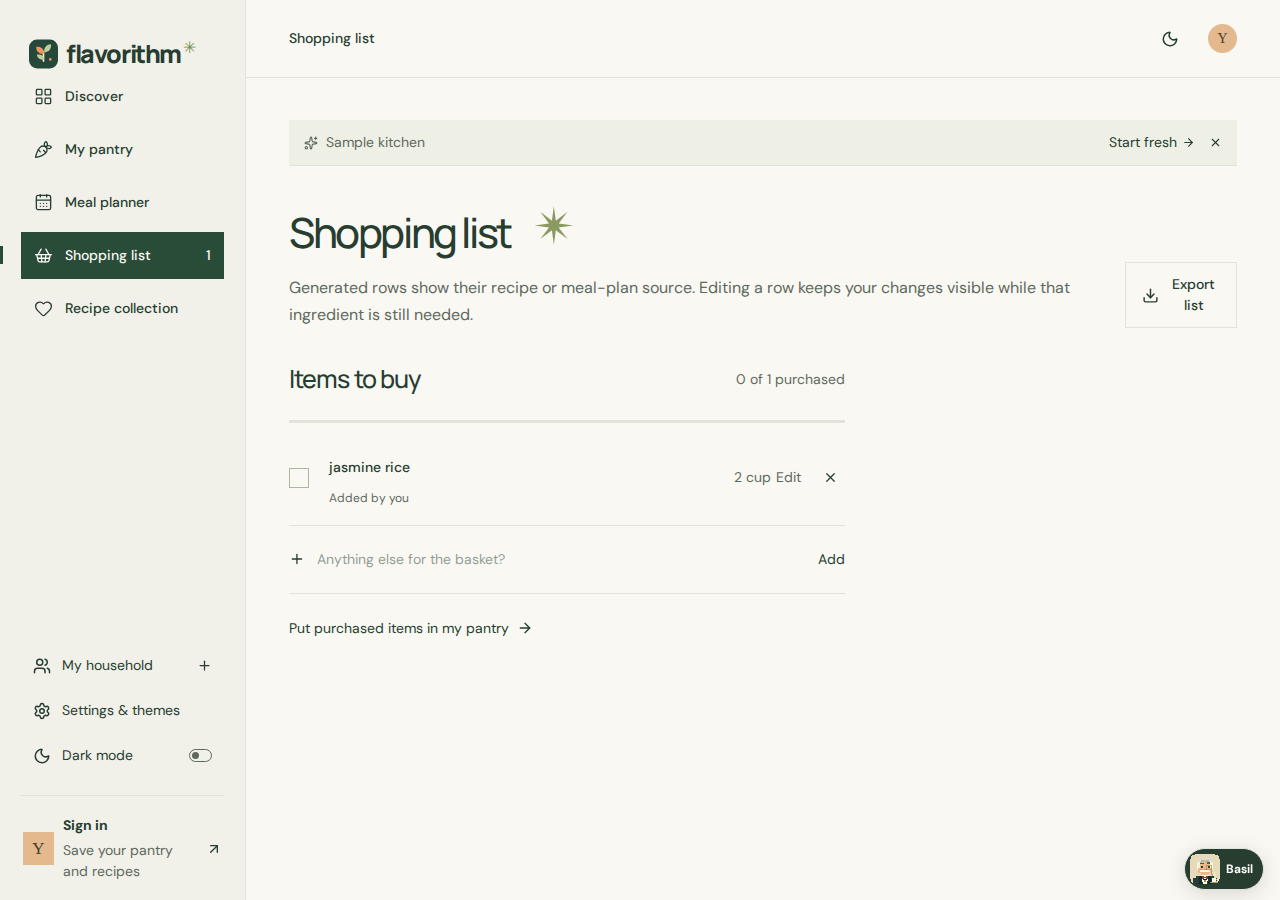 flavorithm
Discover
My pantry
Meal planner
Shopping list 1
Recipe collection
My household
Settings & themes
Dark mode
Y
Sign in
Save your pantry
and recipes
Shopping list
Y
Sample kitchen
Start fresh
Shopping list
Generated rows show their recipe or meal-plan source. Editing a row keeps your changes visible while that
ingredient is still needed.
Export
list
Items to buy
0 of 1 purchased
jasmine rice
Added by you
2 cup Edit
Anything else for the basket?
Add
Put purchased items in my pantry
Basil